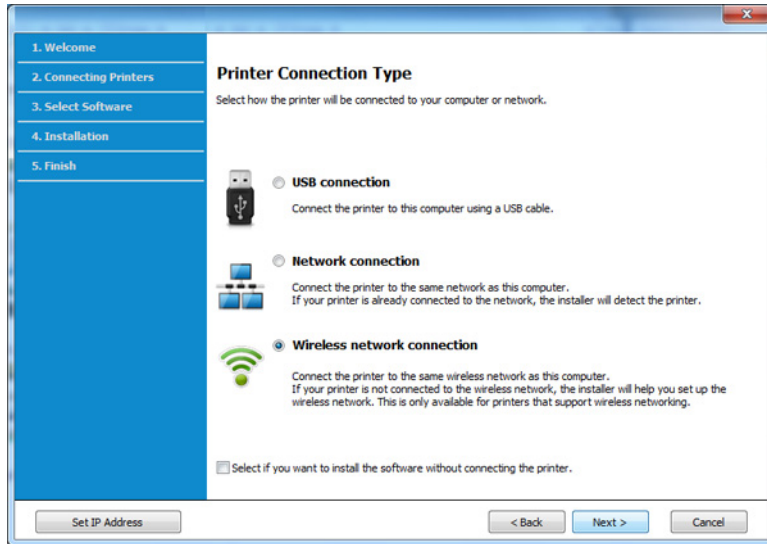 1. Welcome
2. Connecting Printers
3. Select Software
4. Installation
5. Finish
Printer Connection Type
Select how the printer will be connected to your computer or network.
USB connection
Connect the printer to this computer using a USB cable.
Network connection
Connect the printer to the same network as this computer.
If your printer is already connected to the network, the installer will detect the printer.
Wireless network connection
Connect the printer to the same wireless network as this computer.
If your printer is not connected to the wireless network, the installer will help you set up the
wireless network. This is only available for printers that support wireless networking.
Select if you want to install the software without connecting the printer.
Set IP Address
< Back
Next >
Cancel